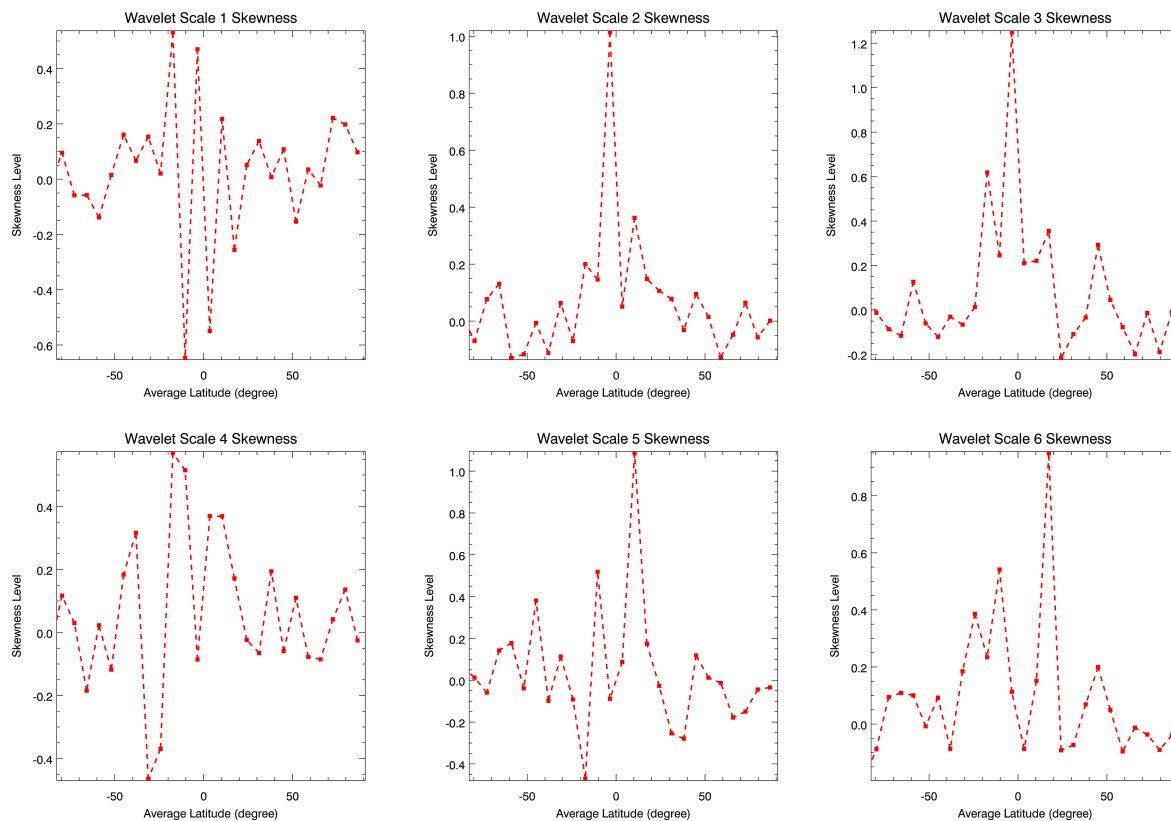 Wavelet Scale 1 Skewness
Skewness Level
0.4
0.2
0.0
-0.2
-0.4
-0.6
-50 0 50
Average Latitude (degree)
Wavelet Scale 2 Skewness
Skewness Level
1.0
0.8
0.6
0.4
0.2
0.0
-50 0 50
Average Latitude (degree)
Wavelet Scale 3 Skewness
Skewness Level
1.2
1.0
0.8
0.6
0.4
0.2
0.0
-0.2
-50 0 50
Average Latitude (degree)
Wavelet Scale 4 Skewness
Skewness Level
0.4
0.2
0.0
-0.2
-0.4
-50 0 50
Average Latitude (degree)
Wavelet Scale 5 Skewness
Skewness Level
1.0
0.8
0.6
0.4
0.2
0.0
-0.2
-0.4
-50 0 50
Average Latitude (degree)
Wavelet Scale 6 Skewness
Skewness Level
0.8
0.6
0.4
0.2
0.0
-50 0 50
Average Latitude (degree)